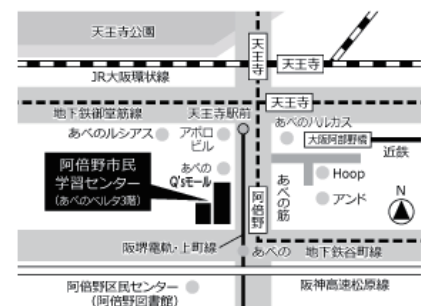 天王寺公園
天王寺
天王寺
JR大阪環状線
天王寺
地下鉄御堂筋線
天王寺駅前
あべのハルカス
あべのルシアス
アポロ
ビル
大阪阿部野橋
近鉄
阿倍野市民
学習センター
(あべのベルタ3階)
あべの
Q'sモール
Hoop
あべの筋
アンド
N
阿倍野
阪堺電軌・上町線
あべの
地下鉄谷町線
阿倍野区民センター
(阿倍野図書館)
阪神高速松原線